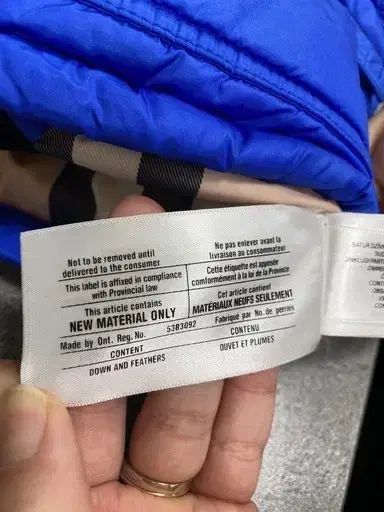 Not to be removed until
delivered to the consumer
This label is affixed in compliance
with Provincial law
This article contains
NEW MATERIAL ONLY
Made by Ont. Reg. No. 53B3092
CONTENT
DOWN AND FEATHERS
Ne pas enlever avant la
livraison au consommateur
Cette étiquette est apposée
conformément à la loi de la Province
Cet article contient
MATÉRIAUX NEUFS SEULEMENT
Fabriqué par No. de permis
CONTENU
DUVET ET PLUMES